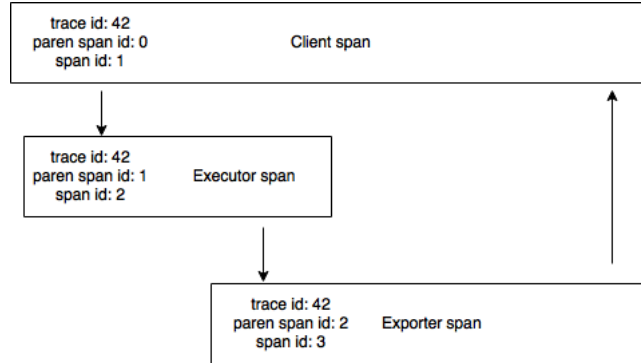 trace id: 42
paren span id: 0
span id: 1
Client span
trace id: 42
paren span id: 1
span id: 2
Executor span
trace id: 42
paren span id: 2
span id: 3
Exporter span